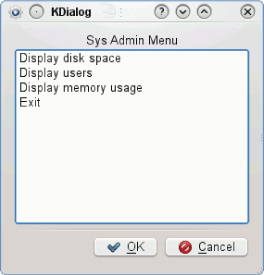 KDialog
Sys Admin Menu
Display disk space
Display users
Display memory usage
Exit
OK
Cancel